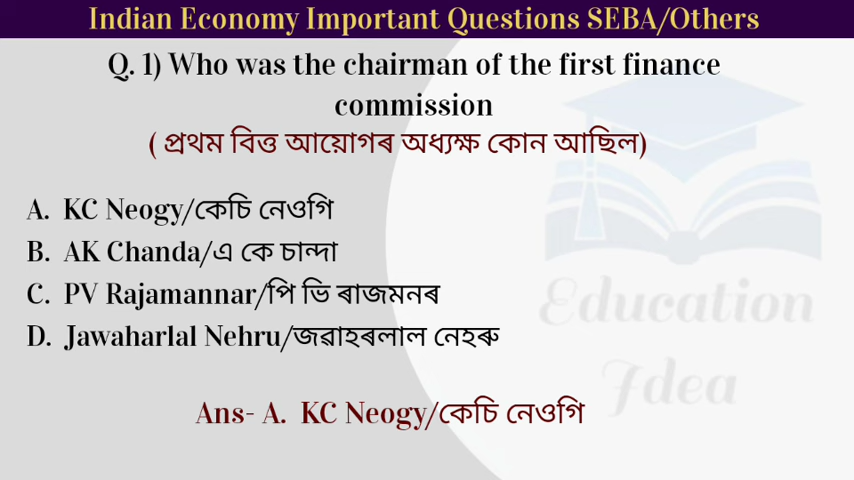 Indian Economy Important Questions SEBA/Others
Q. 1) Who was the chairman of the first finance
commission
( প্ৰথম বিত্ত আয়োগৰ অধ্যক্ষ কোন আছিল)
A. KC Neogy/কেচি নেওগি
B. AK Chanda/এ কে চান্দা
C. PV Rajamannar/পি ভি ৰাজমনৰ
D. Jawaharlal Nehru/জৱাহৰলাল নেহৰু
Education
Idea
Ans- A. KC Neogy/কেচি নেওগি